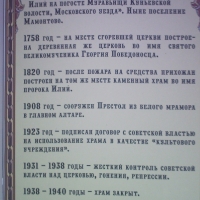 Илии на погосте Муравьищи Коньевской
волости, Московского уезда". Ныне поселение
Мамонтово.
1758 год – на месте сгоревшей церкви построе-
на деревянная же церковь во имя святого
великомученика Георгия Победоносца.
1820 год – после пожара на средства прихожан
построен на том же месте каменный храм во имя
пророка Илии.
1908 год – сооружен Престол из белого мрамора
в главном Алтаре.
1923 год – подписан договор с советской властью
на использование храма в качестве "культового
учреждения".
1931 – 1938 годы – жесткий контроль советской
власти над церковью, гонения, репрессии.
1938 – 1940 годы – храм закрыт.